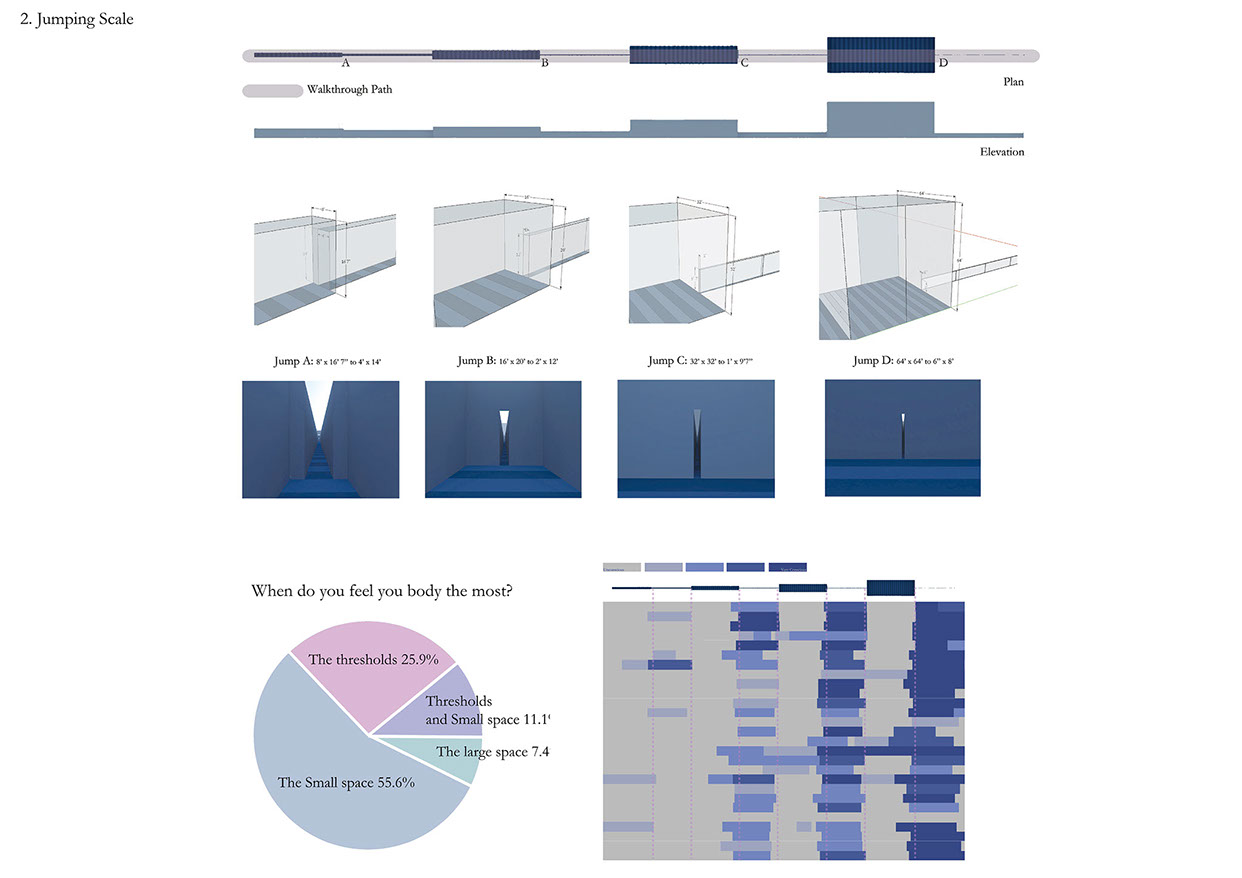 2. Jumping Scale
A
B
C
D
Plan
Walkthrough Path
Elevation
Jump A: 8' x 16' 7" to 4' x 14'
Jump B: 16' x 20' to 2' x 12'
Jump C: 32' x 32' to 1' x 9'7"
Jump D: 64' x 64' to 6" x 8'
When do you feel you body the most?
The thresholds 25.9%
Thresholds
and Small space 11.1
The large space 7.4
The Small space 55.6%